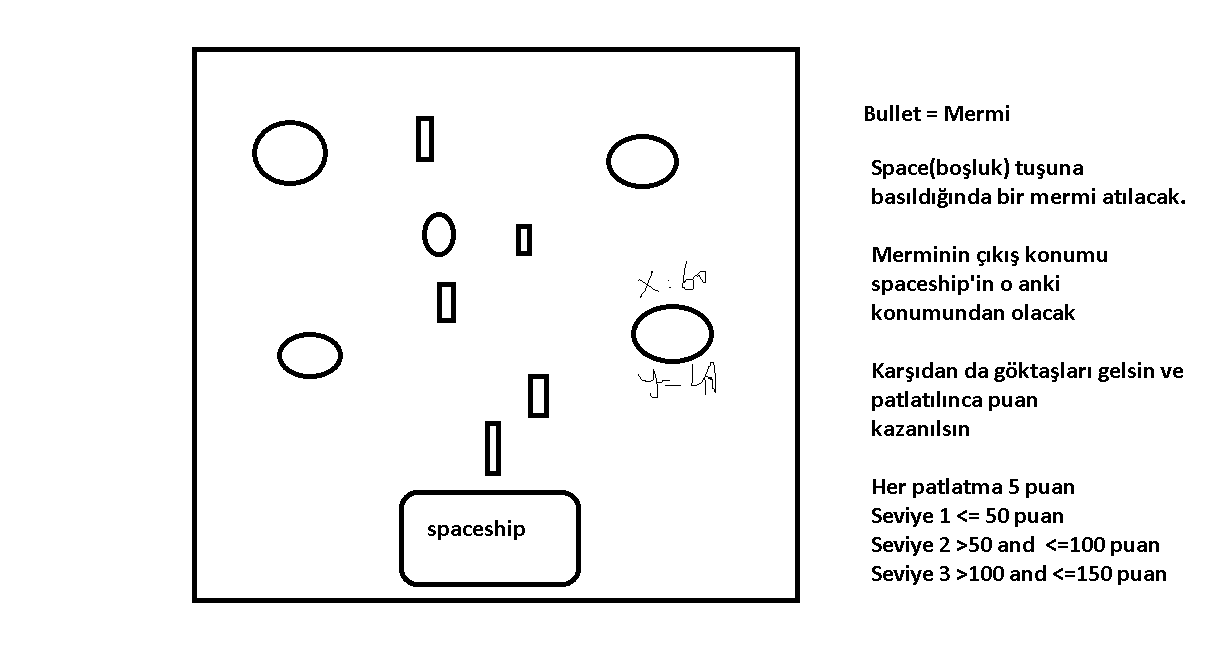 Bullet = Mermi
Space(boşluk) tuşuna
basıldığında bir mermi atılacak.
Merminin çıkış konumu
spaceship'in o anki
konumundan olacak
x : 60
y =
Karşıdan da göktaşları gelsin ve
patlatılınca puan
kazanılsın
Her patlatma 5 puan
Seviye 1 <= 50 puan
Seviye 2 >50 and  <=100 puan
Seviye 3 >100 and <=150 puan
spaceship